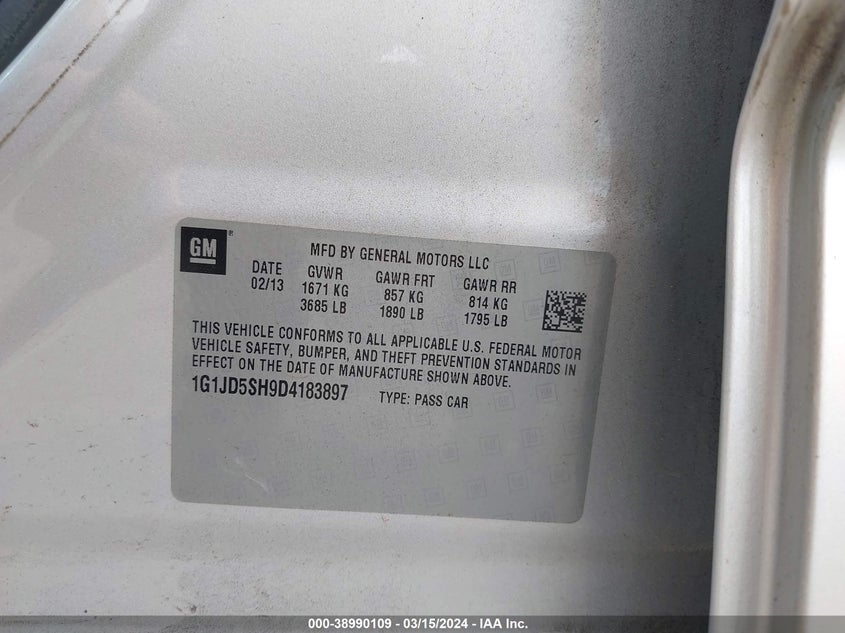 GM ®
MFD BY GENERAL MOTORS LLC
DATE GVWR GAWR FRT GAWR RR
02/13 1671 KG 857 KG 814 KG
3685 LB 1890 LB 1795 LB
THIS VEHICLE CONFORMS TO ALL APPLICABLE U.S. FEDERAL MOTOR
VEHICLE SAFETY, BUMPER, AND THEFT PREVENTION STANDARDS IN
EFFECT ON THE DATE OF MANUFACTURE SHOWN ABOVE.
1G1JD5SH9D4183897 TYPE: PASS CAR
000-38990109 - 03/15/2024 - IAA Inc.